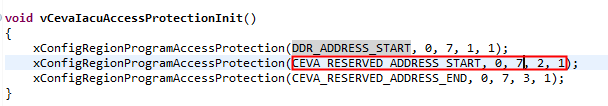 void vCevaIacuAccessProtectionInit()
{
xConfigRegionProgramAccessProtection(DDR_ADDRESS_START, 0, 7, 1, 1);
xConfigRegionProgramAccessProtection(CEVA_RESERVED_ADDRESS_START, 0, 7, 2, 1);
xConfigRegionProgramAccessProtection(CEVA_RESERVED_ADDRESS_END, 0, 7, 3, 1);
}